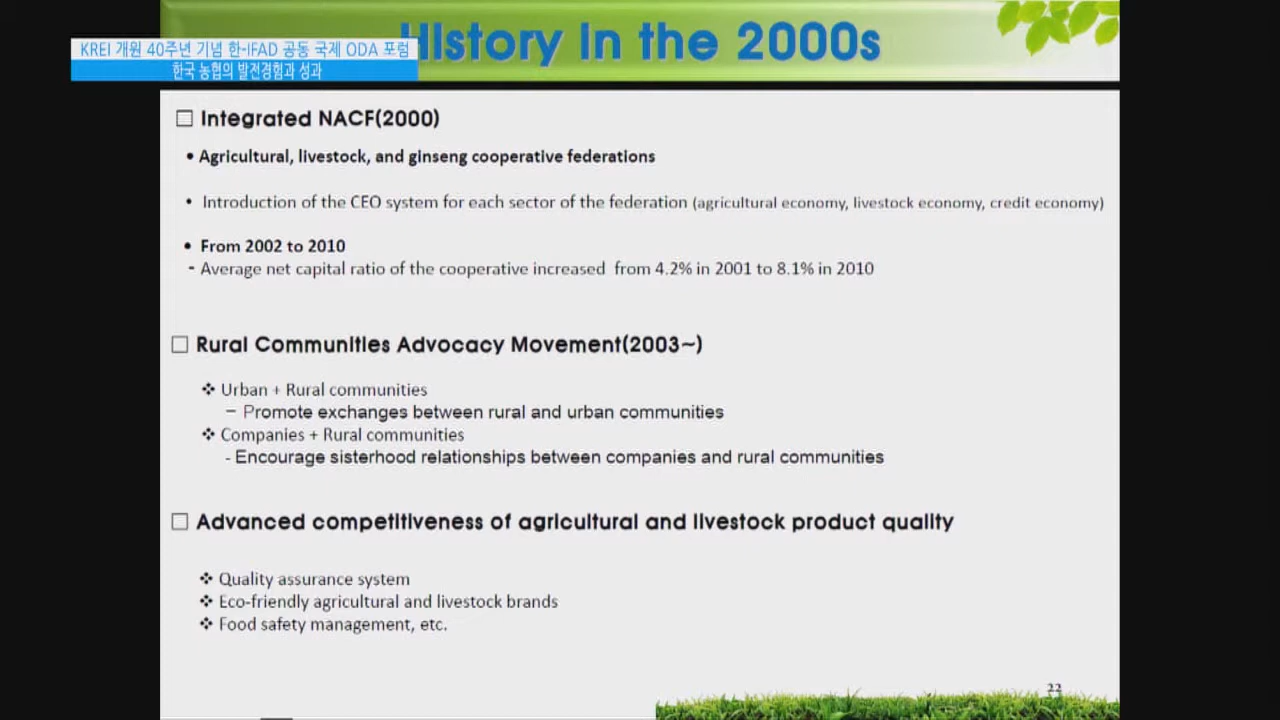 History in the 2000s
KREI 개원 40주년 기념 한-IFAD 공동 국제 ODA 포럼
한국 농협의 발전경험과 성과
□ Integrated NACF(2000)
• Agricultural, livestock, and ginseng cooperative federations
• Introduction of the CEO system for each sector of the federation (agricultural economy, livestock economy, credit economy)
• From 2002 to 2010
- Average net capital ratio of the cooperative increased from 4.2% in 2001 to 8.1% in 2010
□ Rural Communities Advocacy Movement(2003~)
❖ Urban + Rural communities
– Promote exchanges between rural and urban communities
❖ Companies + Rural communities
- Encourage sisterhood relationships between companies and rural communities
□ Advanced competitiveness of agricultural and livestock product quality
❖ Quality assurance system
❖ Eco-friendly agricultural and livestock brands
❖ Food safety management, etc.
22